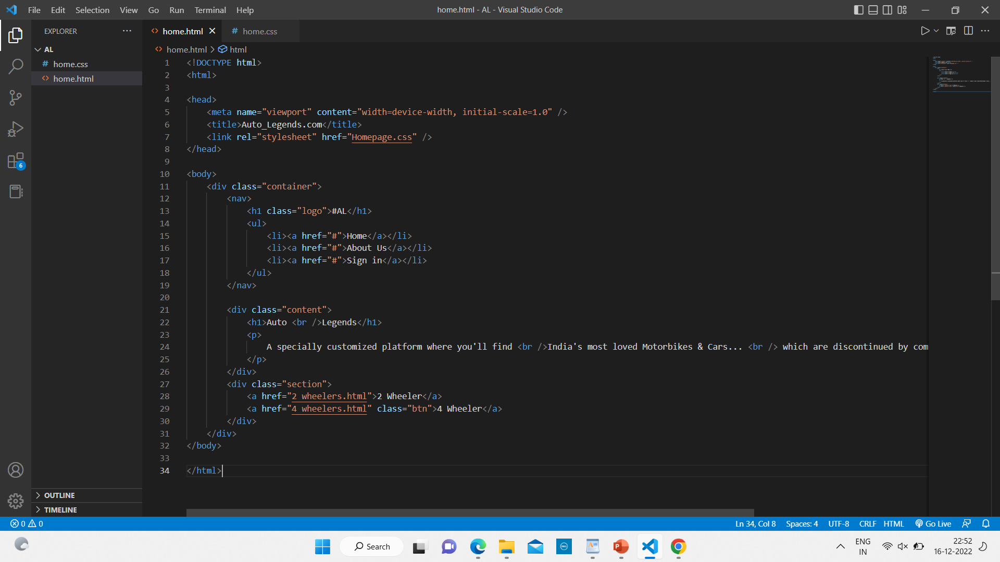 File Edit Selection View Go Run Terminal Help
home.html - AL - Visual Studio Code
EXPLORER
AL
# home.css
<> home.html
OUTLINE
TIMELINE
<> home.html
# home.css
<> home.html > html
1 <!DOCTYPE html>
2 <html>
3
4 <head>
5     <meta name="viewport" content="width=device-width, initial-scale=1.0" />
6     <title>Auto_Legends.com</title>
7     <link rel="stylesheet" href="Homepage.css" />
8 </head>
9
10 <body>
11     <div class="container">
12         <nav>
13             <h1 class="logo">#AL</h1>
14             <ul>
15                 <li><a href="#">Home</a></li>
16                 <li><a href="#">About Us</a></li>
17                 <li><a href="#">Sign in</a></li>
18             </ul>
19         </nav>
20
21         <div class="content">
22             <h1>Auto <br />Legends</h1>
23             <p>
24                 A specially customized platform where you'll find <br />India's most loved Motorbikes & Cars... <br /> which are discontinued by com
25             </p>
26         </div>
27         <div class="section">
28             <a href="2 wheelers.html">2 Wheeler</a>
29             <a href="4 wheelers.html" class="btn">4 Wheeler</a>
30         </div>
31     </div>
32 </body>
33
34 </html>
6
0 0
Ln 34, Col 8 Spaces: 4 UTF-8 CRLF HTML Go Live
Search
ENG
IN
22:52
16-12-2022